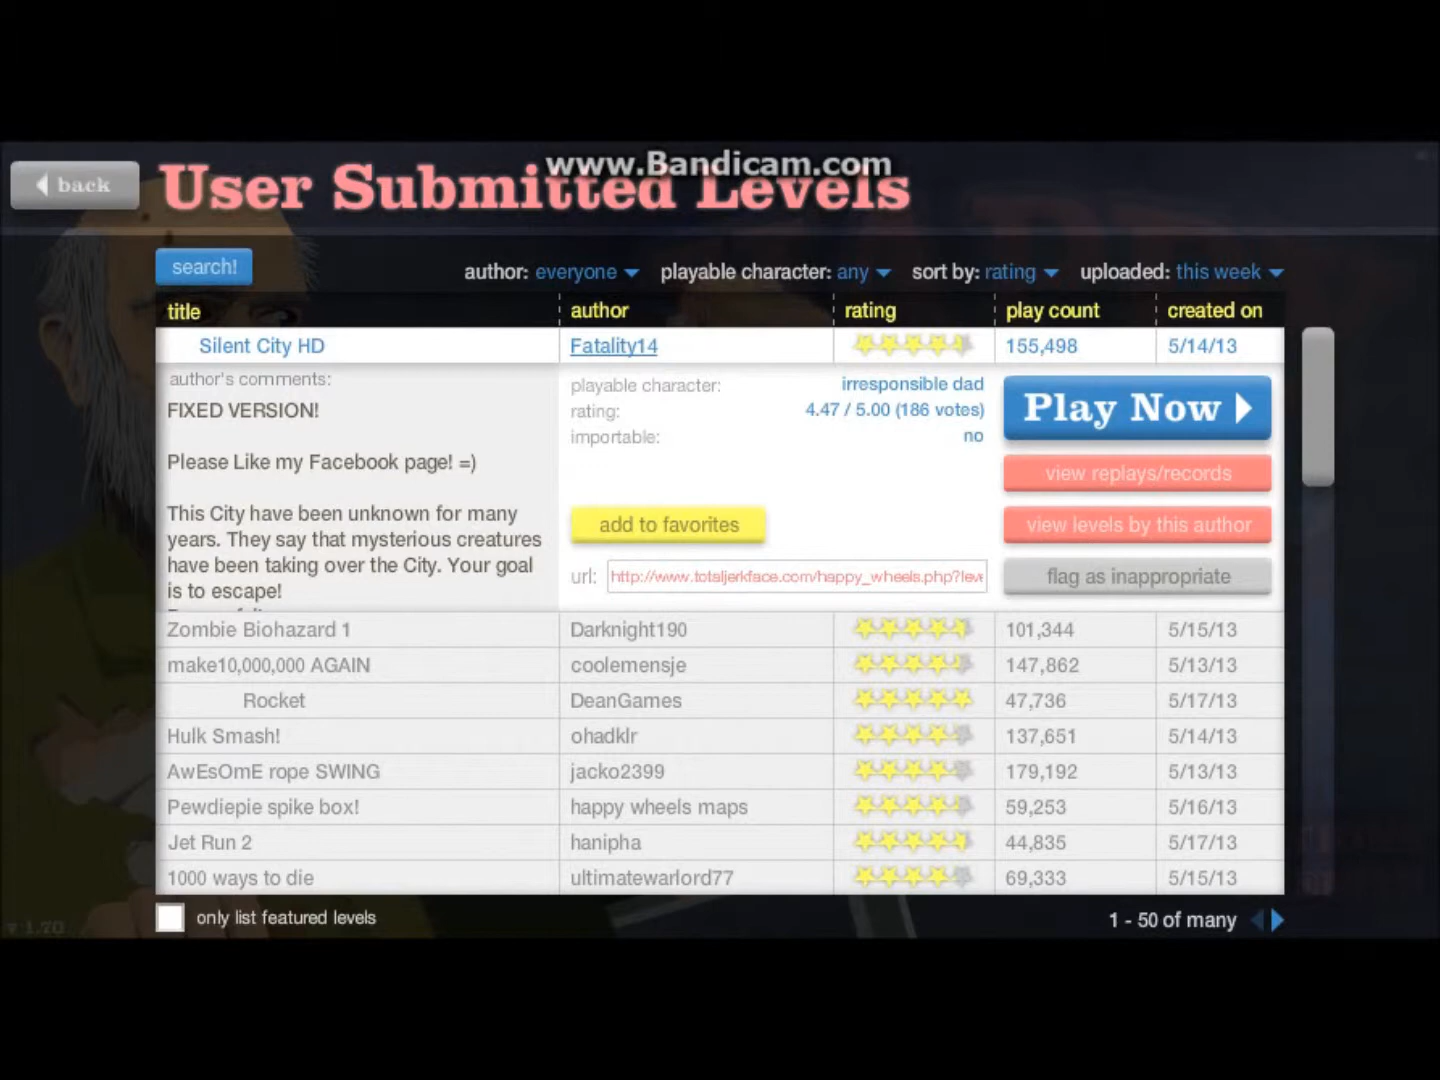 www.Bandicam.com
back
User Submitted Levels
search!
author: everyone playable character: any sort by: rating uploaded: this week
title author rating play count created on
Silent City HD Fatality14 155,498 5/14/13
author's comments:
FIXED VERSION!
Please Like my Facebook page! =)
This City have been unknown for many
years. They say that mysterious creatures
have been taking over the City. Your goal
is to escape!
playable character: irresponsible dad
rating: 4.47 / 5.00 (186 votes)
importable: no
add to favorites
url: http://www.totaljerkface.com/happy_wheels.php?leve
Play Now
view replays/records
view levels by this author
flag as inappropriate
Zombie Biohazard 1 Darknight190 101,344 5/15/13
make10,000,000 AGAIN coolemensje 147,862 5/13/13
Rocket DeanGames 47,736 5/17/13
Hulk Smash! ohadklr 137,651 5/14/13
AwEsOmE rope SWING jacko2399 179,192 5/13/13
Pewdiepie spike box! happy wheels maps 59,253 5/16/13
Jet Run 2 hanipha 44,835 5/17/13
1000 ways to die ultimatewarlord77 69,333 5/15/13
only list featured levels
1 - 50 of many
v 1.70